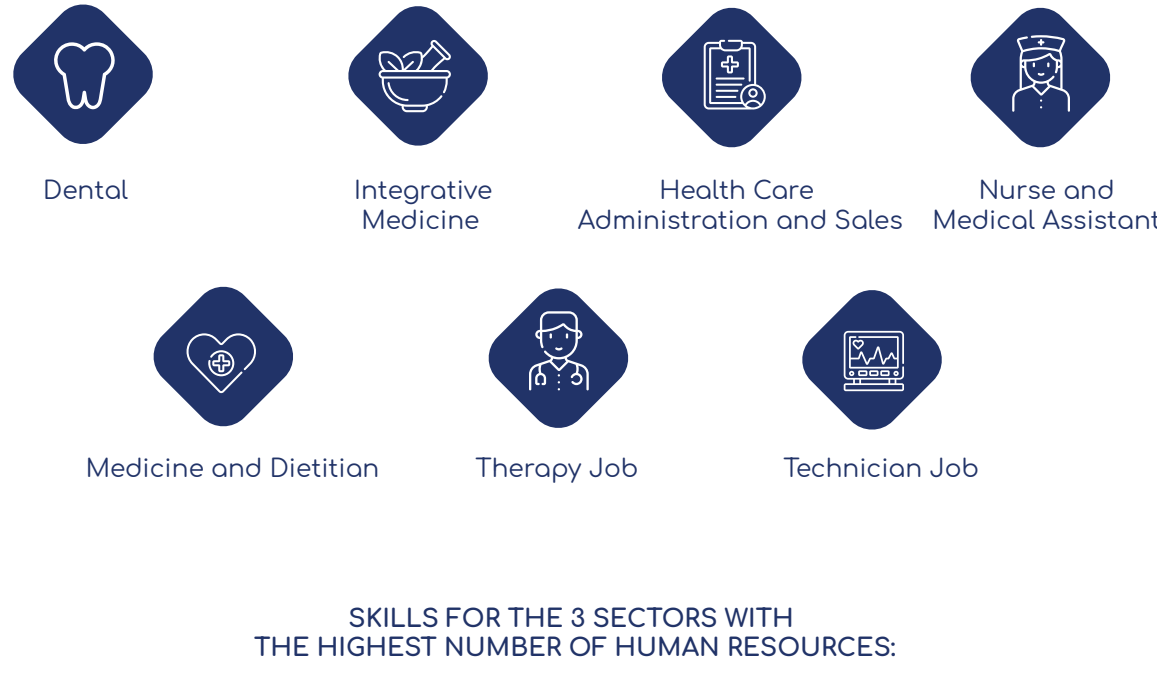 Dental
Integrative
Medicine
Health Care
Administration and Sales
Nurse and
Medical Assistant
Medicine and Dietitian
Therapy Job
Technician Job
SKILLS FOR THE 3 SECTORS WITH
THE HIGHEST NUMBER OF HUMAN RESOURCES: